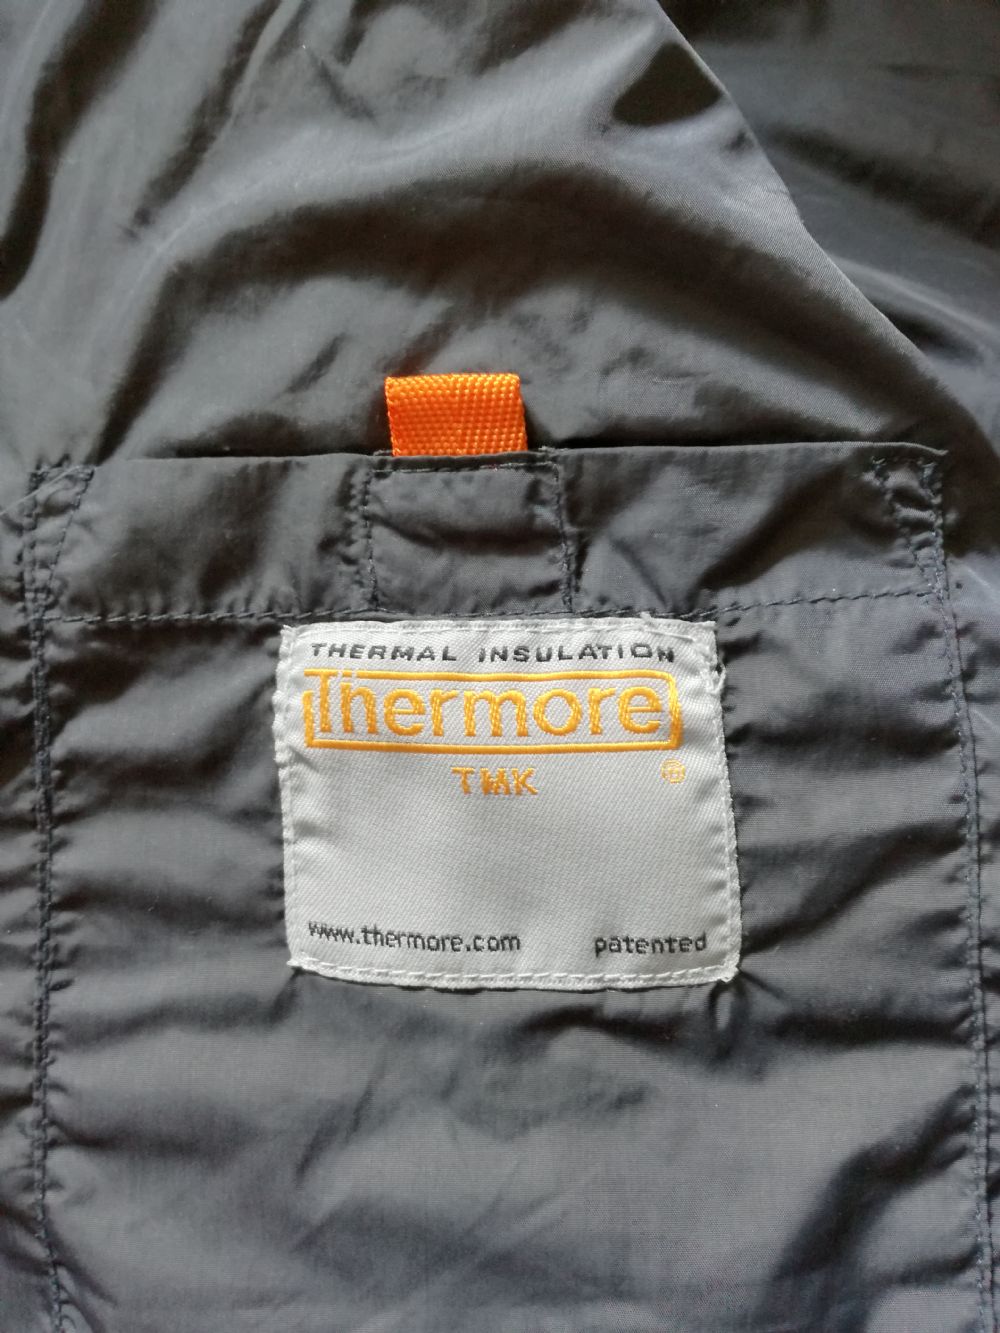 THERMAL INSULATION
Thermore
TMK ®
www.thermore.com patented